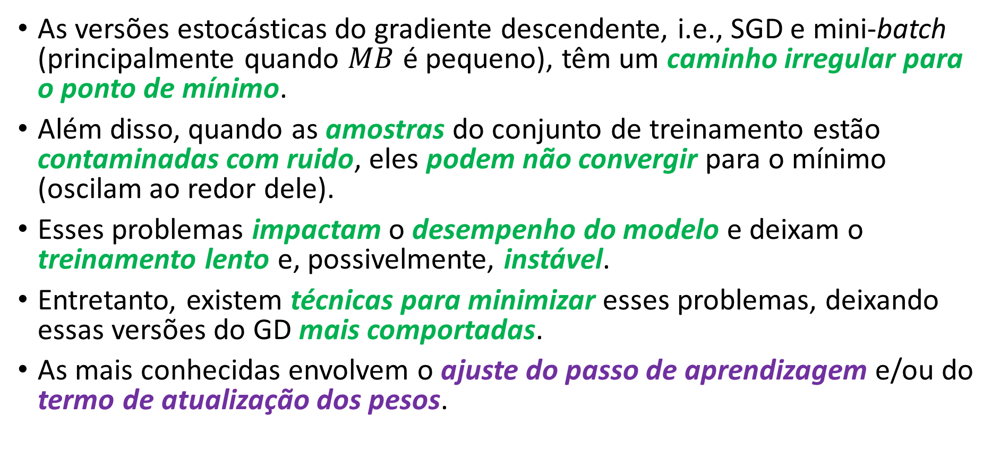 • As versões estocásticas do gradiente descendente, i.e., SGD e mini-batch
(principalmente quando MB é pequeno), têm um caminho irregular para
o ponto de mínimo.
• Além disso, quando as amostras do conjunto de treinamento estão
contaminadas com ruido, eles podem não convergir para o mínimo
(oscilam ao redor dele).
• Esses problemas impactam o desempenho do modelo e deixam o
treinamento lento e, possivelmente, instável.
• Entretanto, existem técnicas para minimizar esses problemas, deixando
essas versões do GD mais comportadas.
• As mais conhecidas envolvem o ajuste do passo de aprendizagem e/ou do
termo de atualização dos pesos.